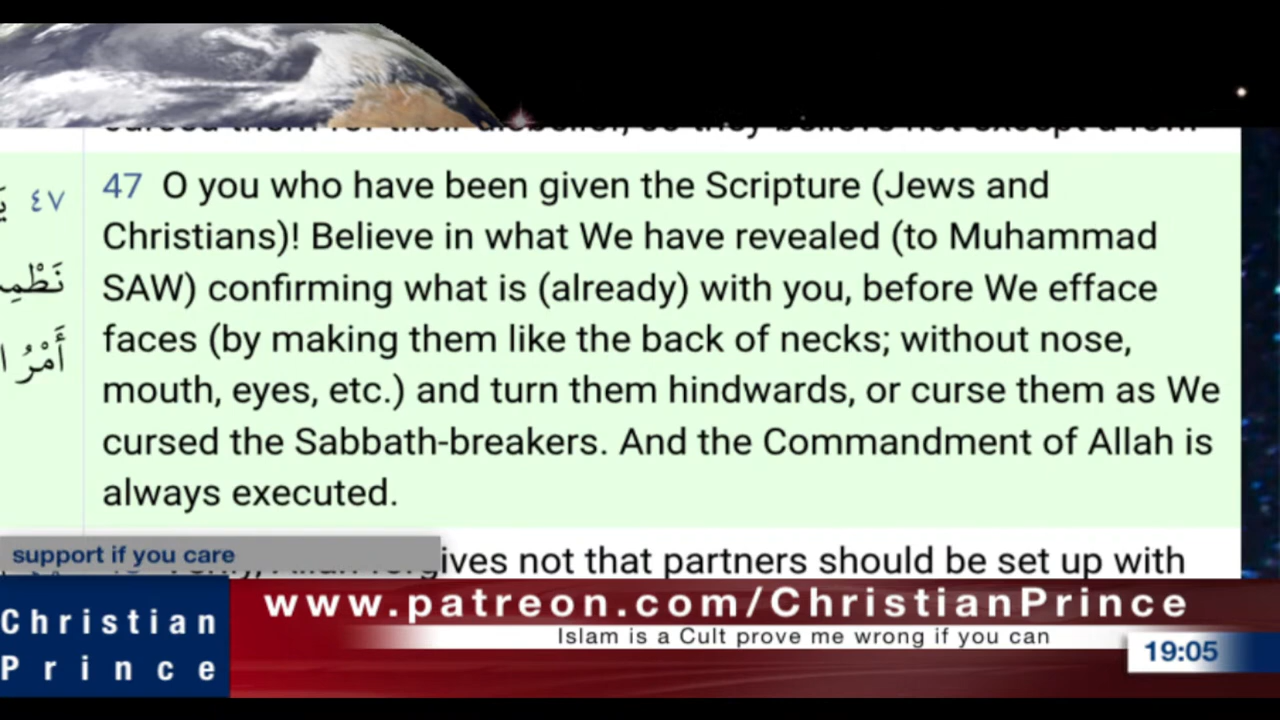 47 O you who have been given the Scripture (Jews and
٤٧
Christians)! Believe in what We have revealed (to Muhammad
SAW) confirming what is (already) with you, before We efface
faces (by making them like the back of necks; without nose,
أَمْرُ
mouth, eyes, etc.) and turn them hindwards, or curse them as We
cursed the Sabbath-breakers. And the Commandment of Allah is
always executed.
support if you care
not that partners should be set up with
www.patreon.com/ChristianPrince
Islam is a Cult prove me wrong if you can
Christian
Prince
19:05